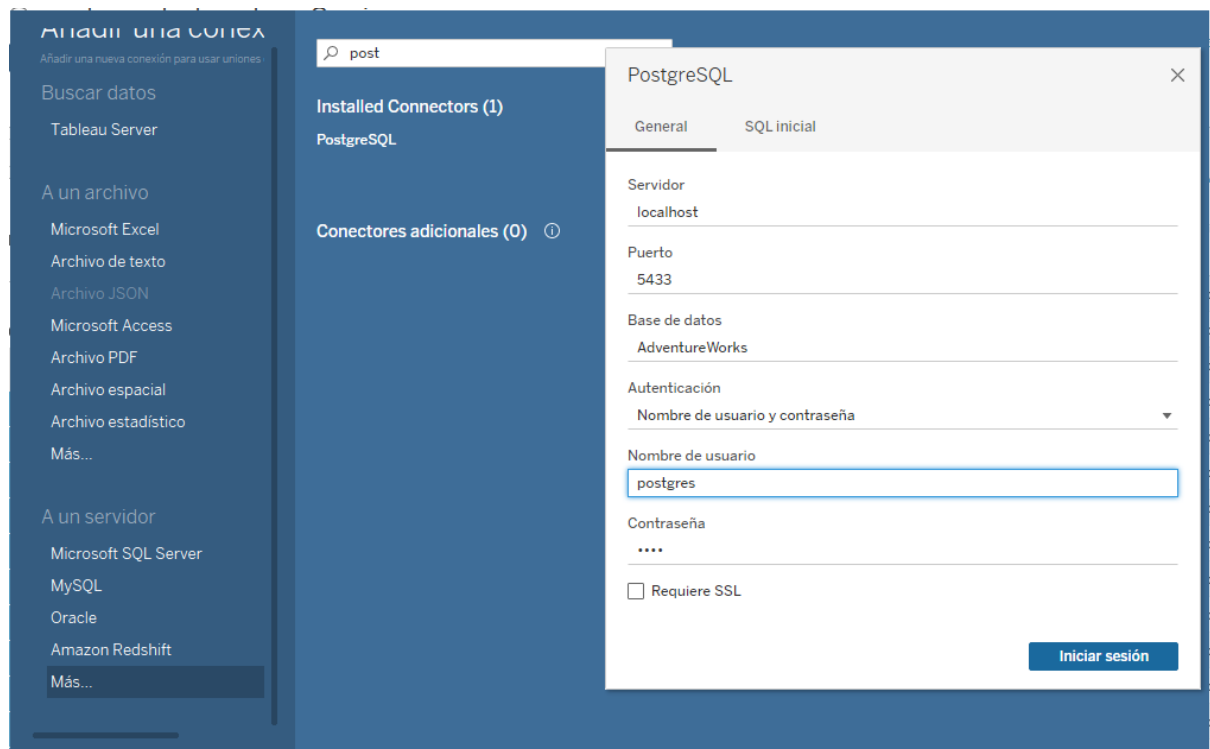 Añadir una conex
Añadir una nueva conexión para usar uniones
Buscar datos
Tableau Server
A un archivo
Microsoft Excel
Archivo de texto
Archivo JSON
Microsoft Access
Archivo PDF
Archivo espacial
Archivo estadístico
Más...
A un servidor
Microsoft SQL Server
MySQL
Oracle
Amazon Redshift
Más...
post
Installed Connectors (1)
PostgreSQL
Conectores adicionales (0)
PostgreSQL
General SQL inicial
Servidor
localhost
Puerto
5433
Base de datos
AdventureWorks
Autenticación
Nombre de usuario y contraseña
Nombre de usuario
postgres
Contraseña
••••
Requiere SSL
Iniciar sesión